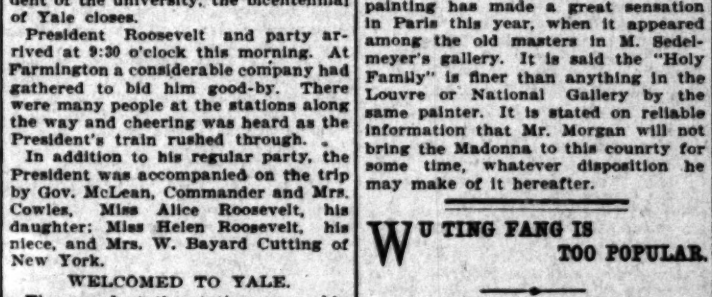 dent of the university, the bicentennial
of Yale closes.
President Roosevelt and party ar-
rived at 9:30 o'clock this morning. At
Farmington a considerable company had
gathered to bid him good-by. There
were many people at the stations along
the way and cheering was heard as the
President's train rushed through.
In addition to his regular party, the
President was accompanied on the trip
by Gov. McLean, Commander and Mrs.
Cowles, Miss Alice Roosevelt, his
daughter; Miss Helen Roosevelt, his
niece, and Mrs. W. Bayard Cutting of
New York.
WELCOMED TO YALE.
painting has made a great sensation
in Paris this year, when it appeared
among the old masters in M. Sedel-
meyer's gallery. It is said the "Holy
Family" is finer than anything in the
Louvre or National Gallery by the
same painter. It is stated on reliable
information that Mr. Morgan will not
bring the Madonna to this counrty for
some time, whatever disposition he
may make of it hereafter.
WU TING FANG IS
TOO POPULAR.